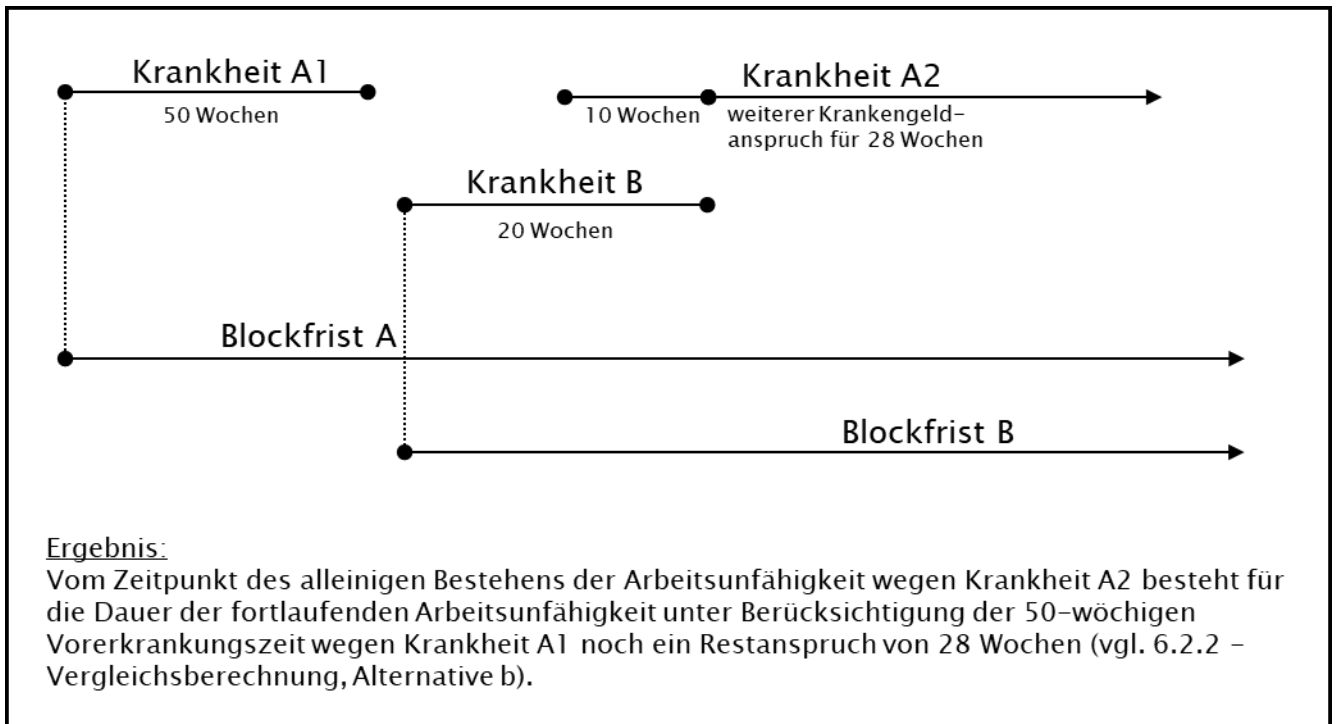 Krankheit A1
50 Wochen
Krankheit A2
10 Wochen
weiterer Krankengeld-
anspruch für 28 Wochen
Krankheit B
20 Wochen
Blockfrist A
Blockfrist B
Ergebnis:
Vom Zeitpunkt des alleinigen Bestehens der Arbeitsunfähigkeit wegen Krankheit A2 besteht für
die Dauer der fortlaufenden Arbeitsunfähigkeit unter Berücksichtigung der 50-wöchigen
Vorerkrankungszeit wegen Krankheit A1 noch ein Restanspruch von 28 Wochen (vgl. 6.2.2 –
Vergleichsberechnung, Alternative b).